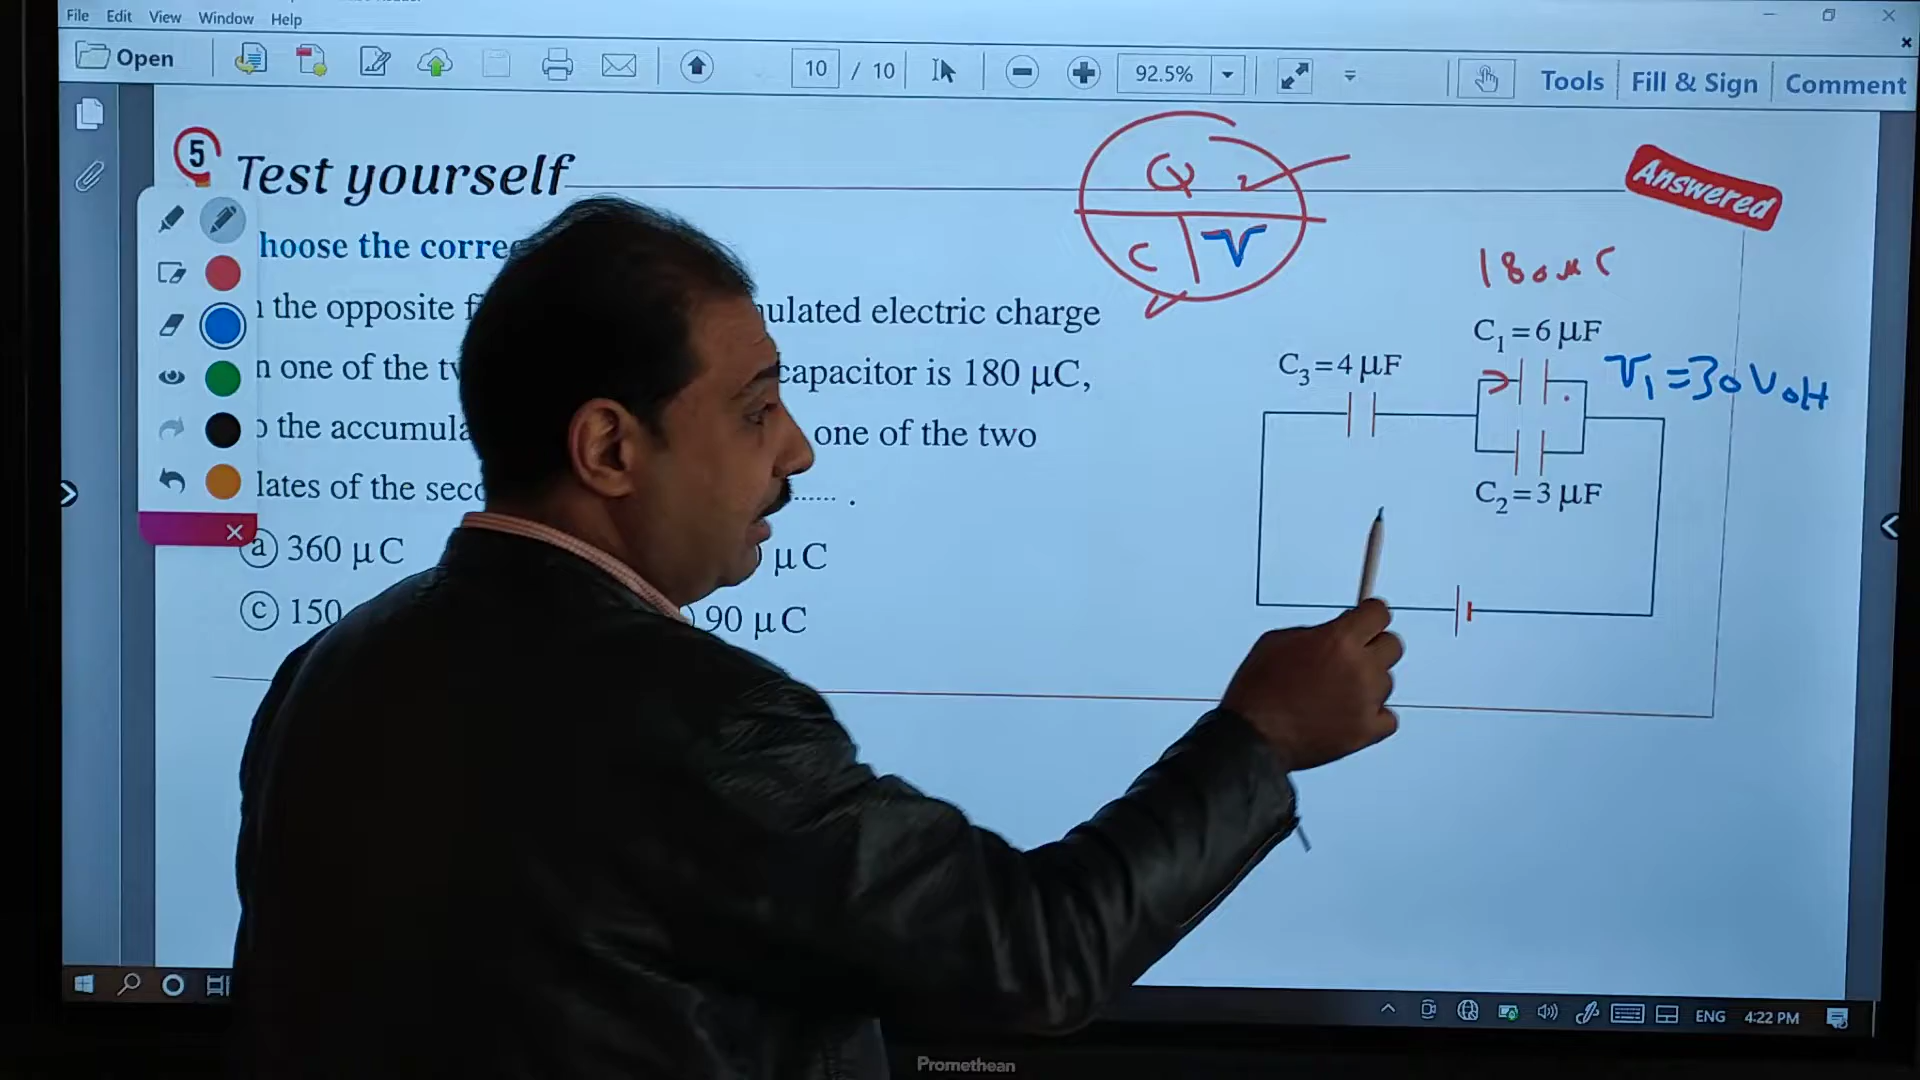 File Edit View Window Help
Open 10 / 10 92.5% Tools Fill & Sign Comment
5 Test yourself
Answered
Q
C V
hoose the corre
the opposite f ulated electric charge
n one of the tw capacitor is 180 μC,
o the accumula one of the two
lates of the sec ...... .
a 360 μC μC
c 150 90 μC
180 μC
C1=6 μF
C3=4 μF
V1=30 Volt
C2=3 μF
ENG 4:22 PM
Promethean